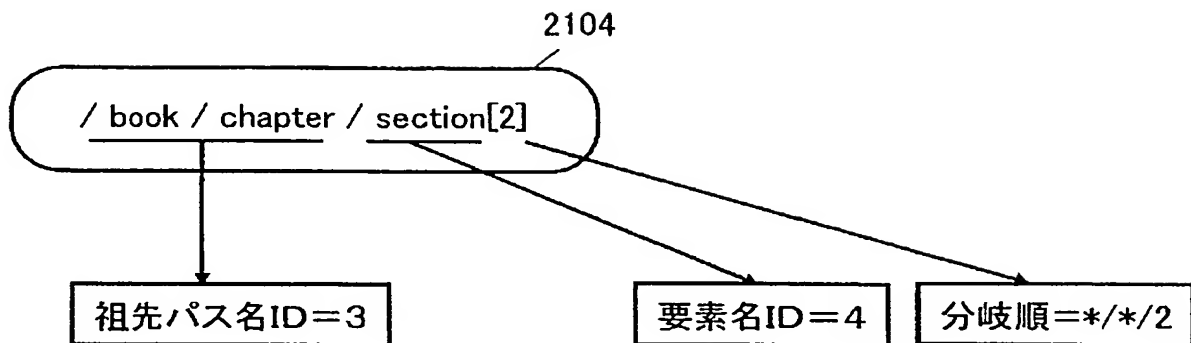 2104
/ book / chapter / section[2]
祖先パス名ID=3
要素名ID=4
分岐順=*/*/2